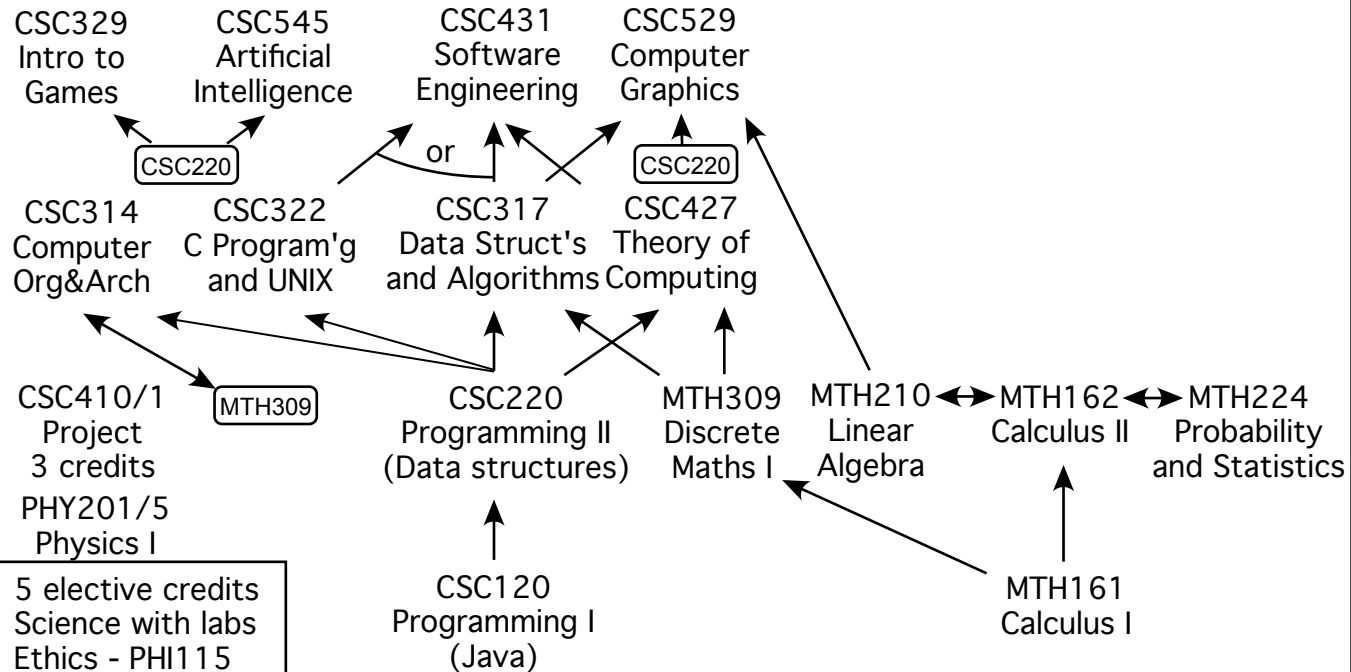 CSC329
Intro to
Games
CSC545
Artificial
Intelligence
CSC431
Software
Engineering
CSC529
Computer
Graphics
CSC220
or
CSC220
CSC314
Computer
Org&Arch
CSC322
C Program'g
and UNIX
CSC317
Data Struct's
and Algorithms
CSC427
Theory of
Computing
CSC410/1
Project
3 credits
MTH309
CSC220
Programming II
(Data structures)
MTH309
Discrete
Maths I
MTH210
Linear
Algebra
MTH162
Calculus II
MTH224
Probability
and Statistics
PHY201/5
Physics I
5 elective credits
Science with labs
Ethics - PHI115
CSC120
Programming I
(Java)
MTH161
Calculus I